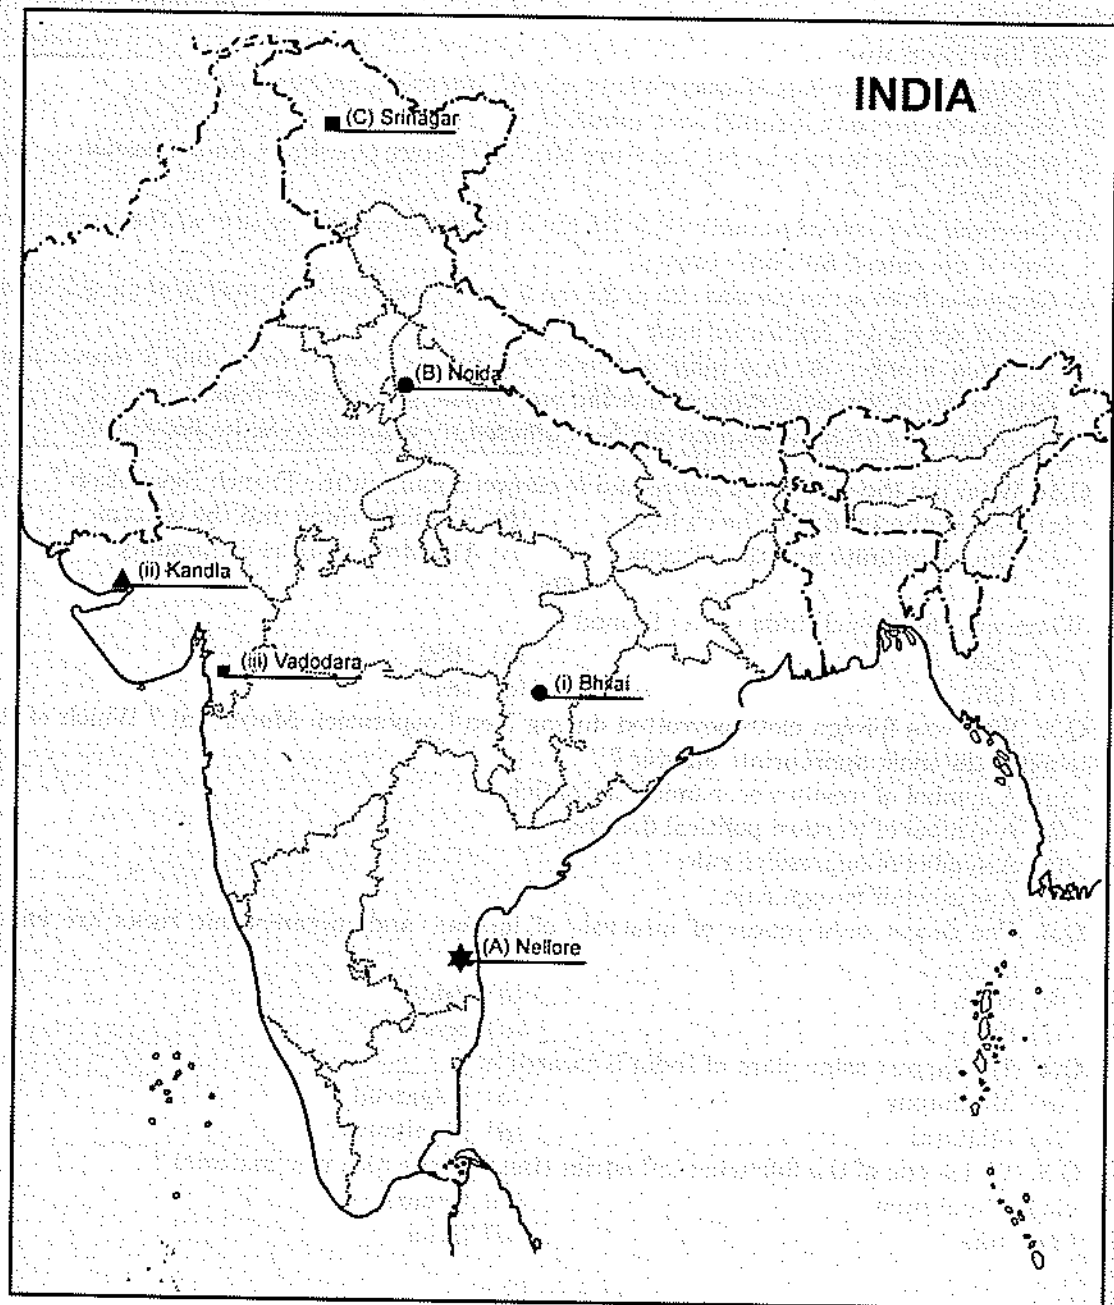 INDIA
(C) Srinagar
(B) Noida
(ii) Kandla
(iii) Vadodara
(i) Bhilai
(A) Nellore